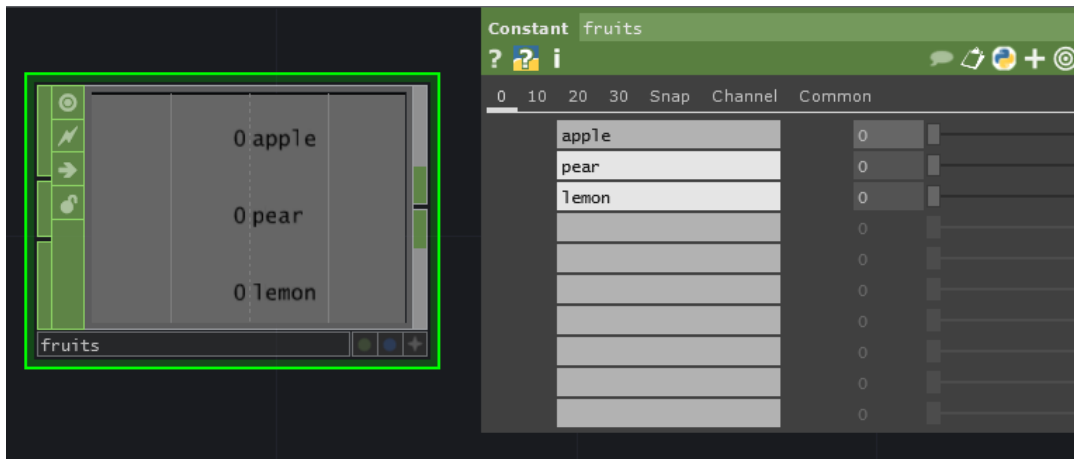 0 apple
0 pear
0 lemon
fruits
Constant fruits
? ? i
0 10 20 30 Snap Channel Common
apple 0
pear 0
lemon 0
0
0
0
0
0
0
0